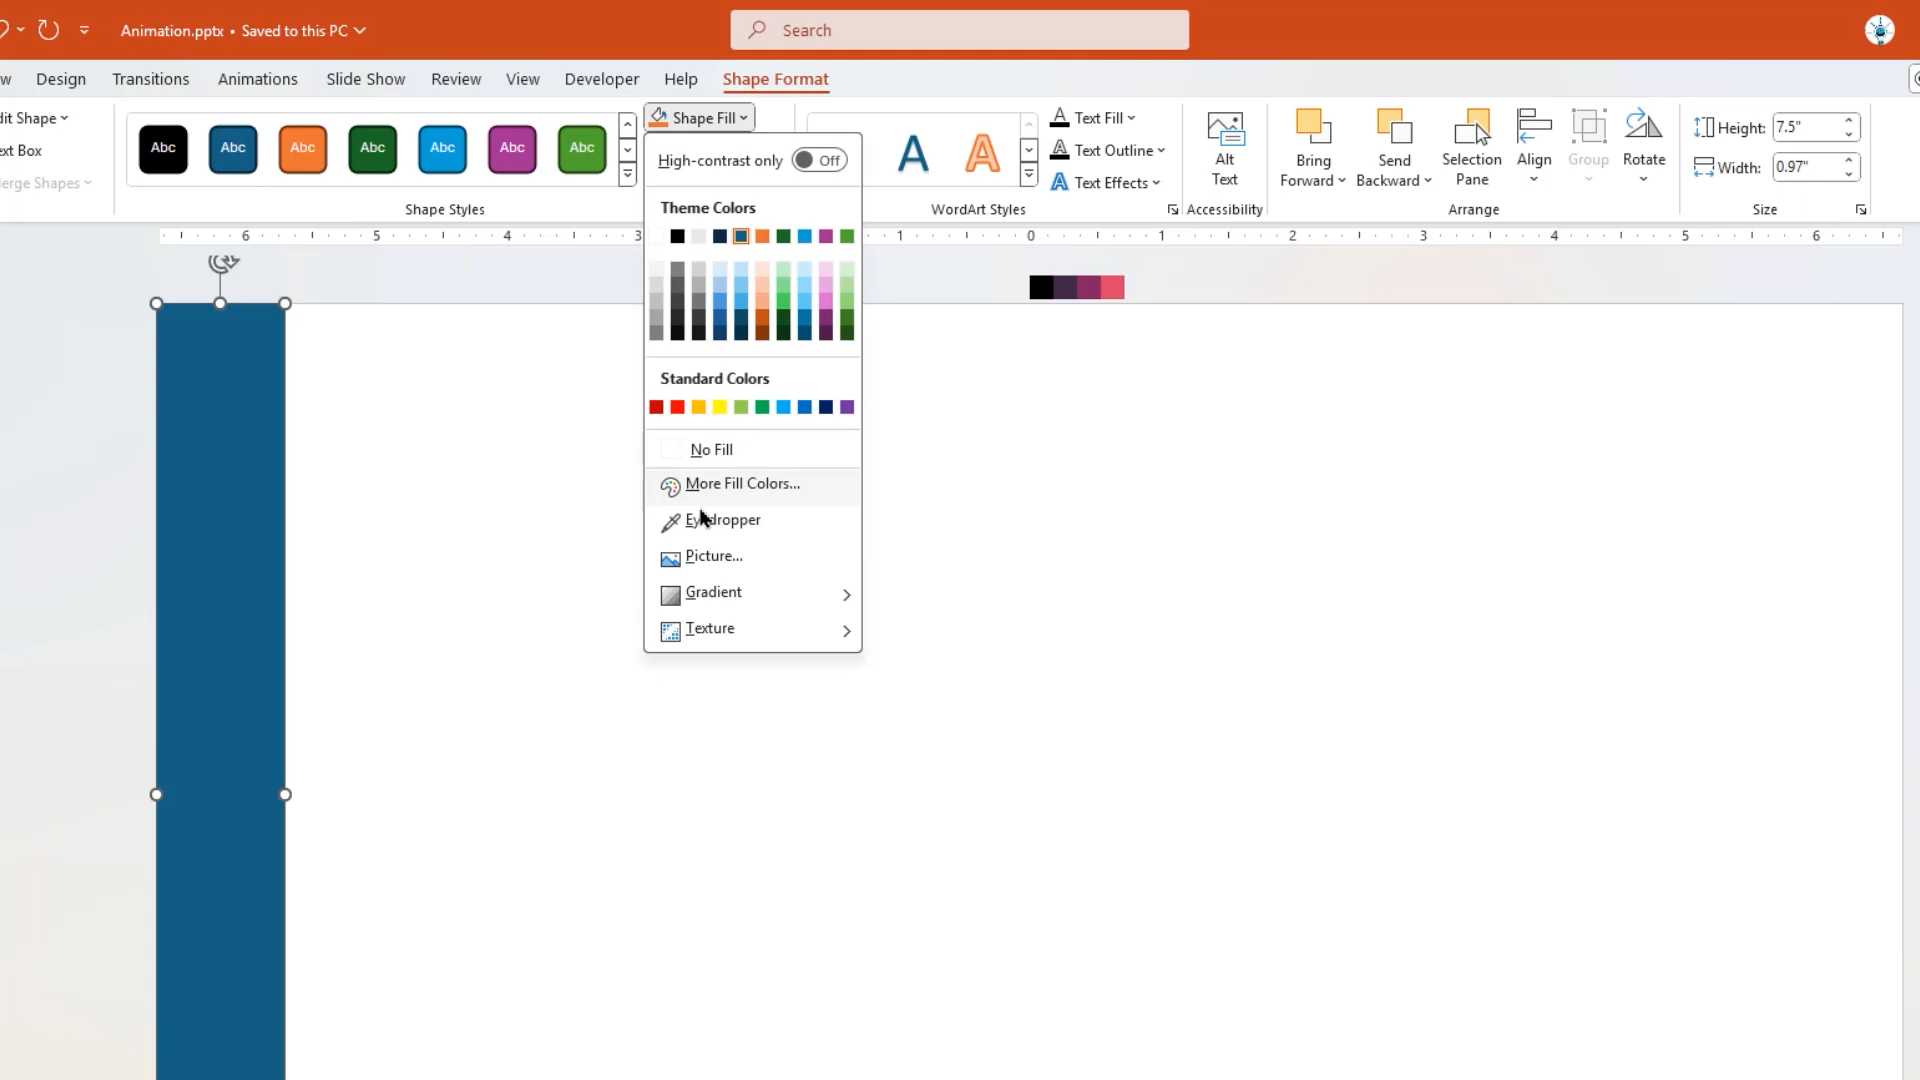 Animation.pptx • Saved to this PC
Search
w Design Transitions Animations Slide Show Review View Developer Help Shape Format
dit Shape
ext Box
erge Shapes
Abc Abc Abc Abc Abc Abc Abc
Shape Styles
Shape Fill
High-contrast only Off
Theme Colors
Standard Colors
No Fill
More Fill Colors...
Eyedropper
Picture...
Gradient
Texture
A A
Text Fill
Text Outline
Text Effects
WordArt Styles
Alt Text
Accessibility
Bring Forward
Send Backward
Selection Pane
Align
Group
Rotate
Arrange
Height: 7.5"
Width: 0.97"
Size
6 5 4 3 1 0 1 2 3 4 5 6